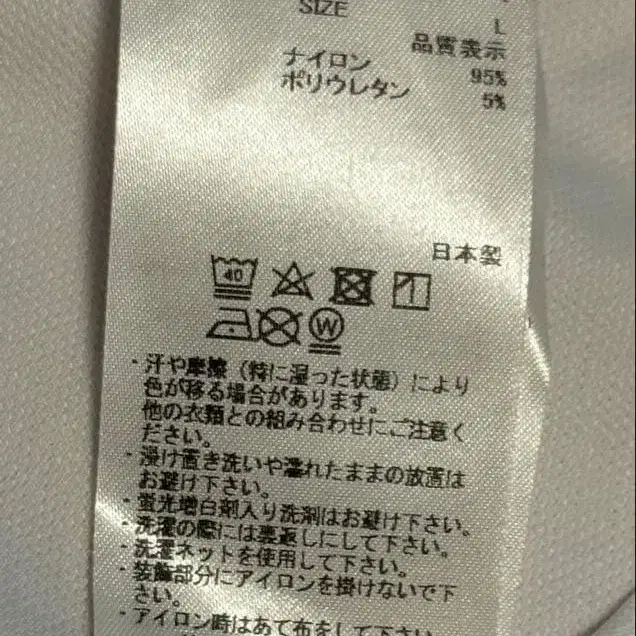 SIZE
L
品質表示
ナイロン 95%
ポリウレタン 5%
日本製
40
W
・汗や摩擦（特に湿った状態）により
色が移る場合があります。
他の衣類との組み合わせにご注意く
ださい。
・浸け置き洗いや濡れたままの放置は
お避け下さい。
・蛍光増白剤入り洗剤はお避け下さい。
・洗濯の際には裏返しにして下さい。
・洗濯ネットを使用して下さい。
・装飾部分にアイロンを掛けないで下
さい。
・アイロン時はあて布をして下さい。